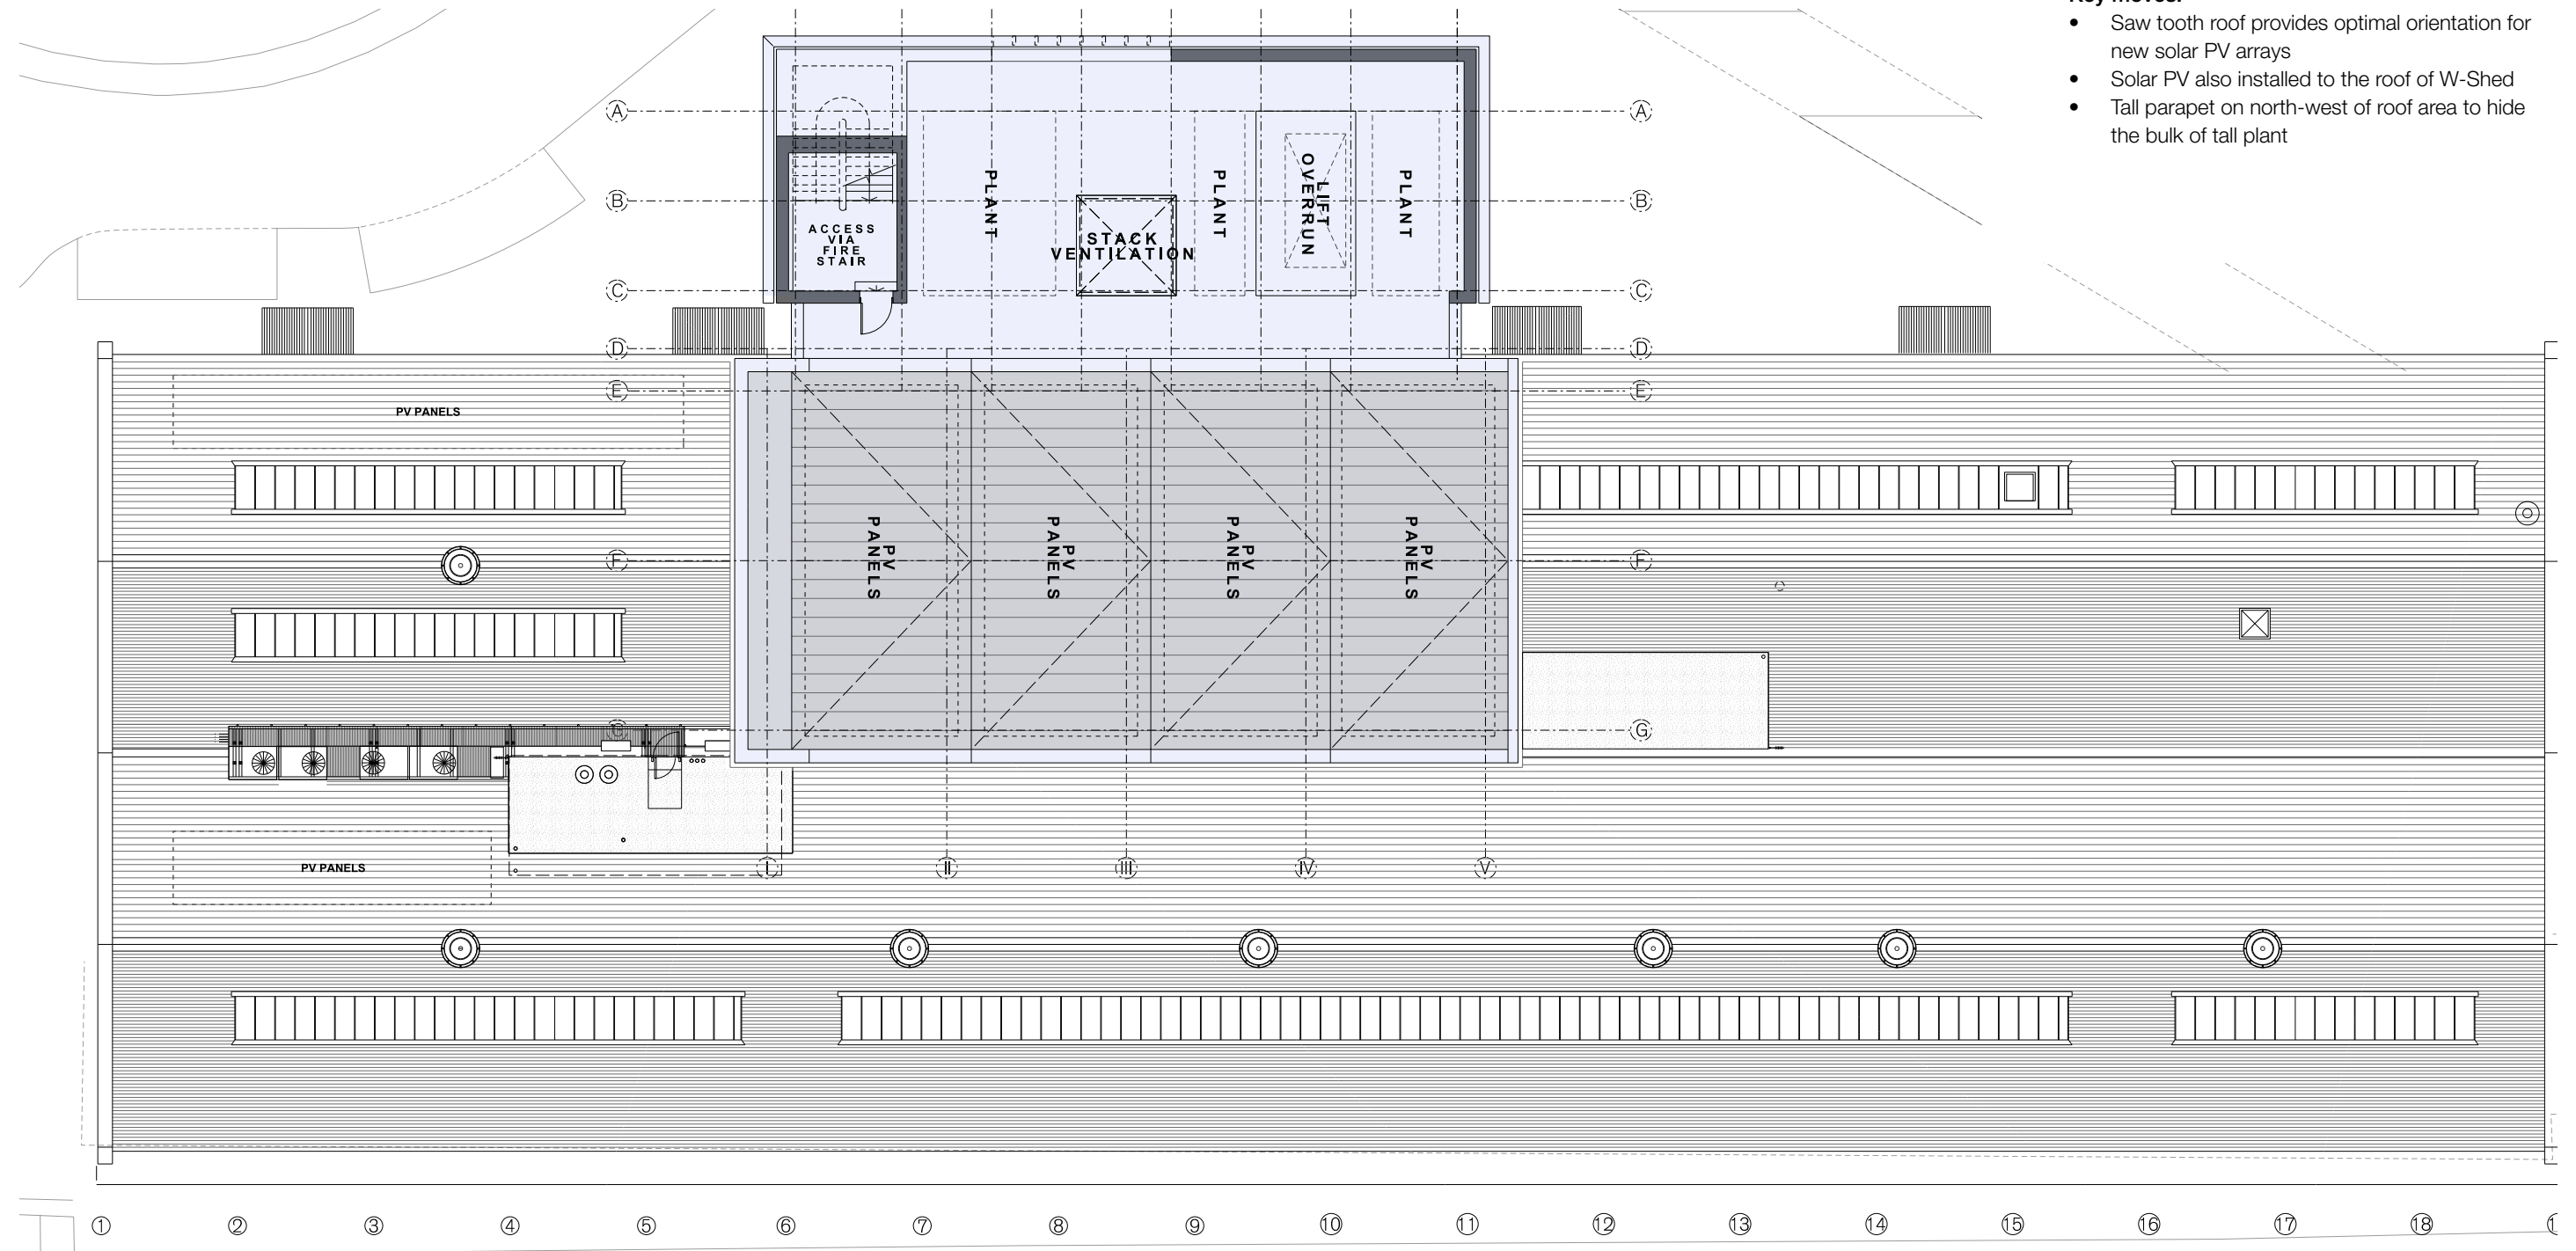 Key moves:
• Saw tooth roof provides optimal orientation for
new solar PV arrays
• Solar PV also installed to the roof of W-Shed
• Tall parapet on north-west of roof area to hide
the bulk of tall plant
A
A
B
B
C
C
D
D
E
E
F
F
G
G
ACCESS
VIA
FIRE
STAIR
PLANT
STACK
VENTILATION
PLANT
LIFT
OVERRUN
PLANT
PV PANELS
PV
PANELS
PV
PANELS
PV
PANELS
PV
PANELS
PV PANELS
I
II
III
IV
V
1
2
3
4
5
6
7
8
9
10
11
12
13
14
15
16
17
18